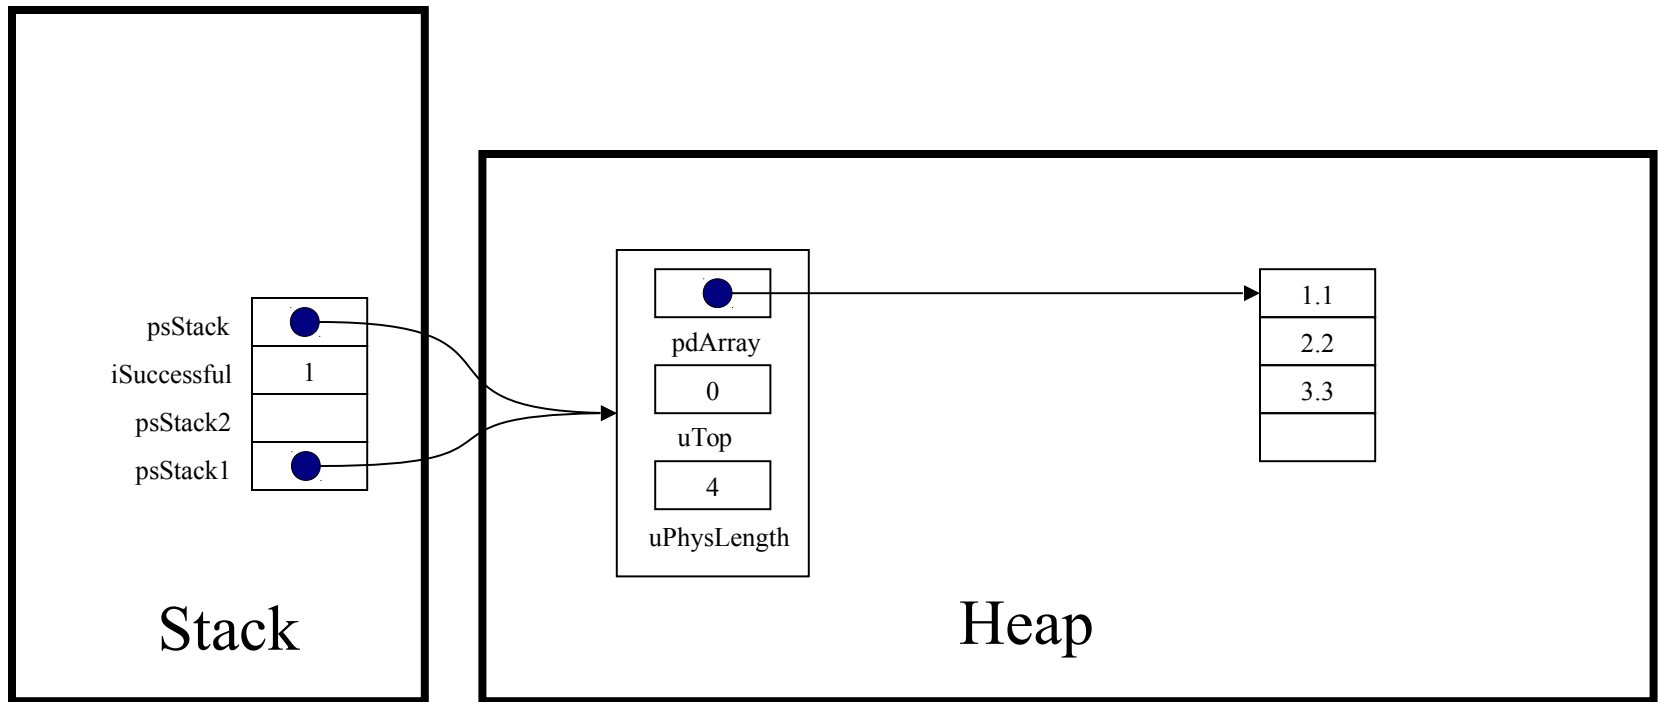 psStack
iSuccessful 1
psStack2
psStack1
Stack
pdArray
0
uTop
4
uPhysLength
1.1
2.2
3.3
Heap